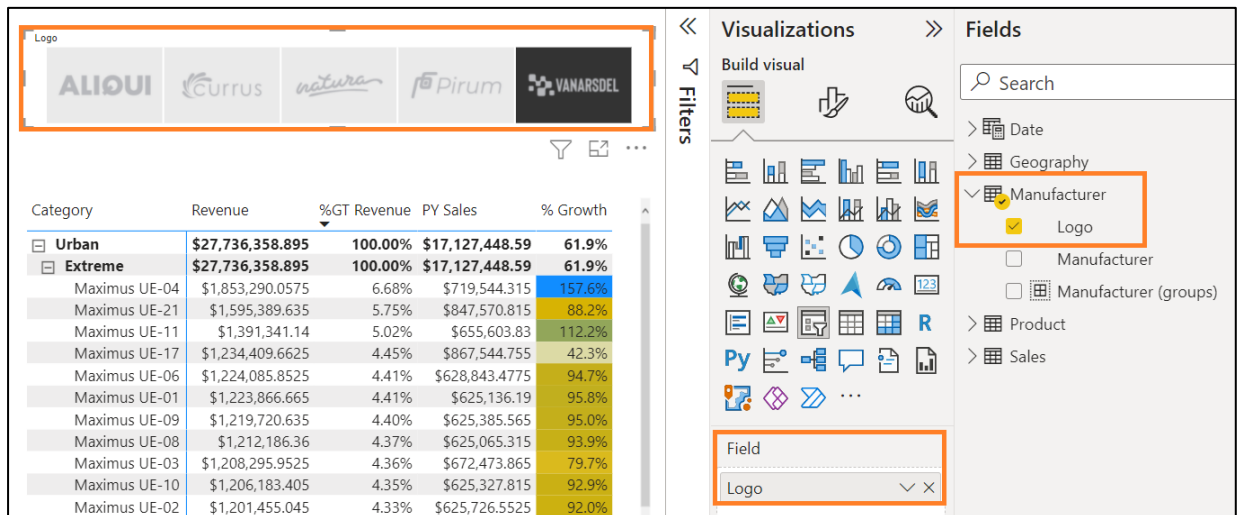 Logo
ALIQUI Currus natura Pirum VANARSDEL
Category Revenue %GT Revenue PY Sales % Growth
Urban $27,736,358.895 100.00% $17,127,448.59 61.9%
Extreme $27,736,358.895 100.00% $17,127,448.59 61.9%
Maximus UE-04 $1,853,290.0575 6.68% $719,544.315 157.6%
Maximus UE-21 $1,595,389.635 5.75% $847,570.815 88.2%
Maximus UE-11 $1,391,341.14 5.02% $655,603.83 112.2%
Maximus UE-17 $1,234,409.6625 4.45% $867,544.755 42.3%
Maximus UE-06 $1,224,085.8525 4.41% $628,843.4775 94.7%
Maximus UE-01 $1,223,866.665 4.41% $625,136.19 95.8%
Maximus UE-09 $1,219,720.635 4.40% $625,385.565 95.0%
Maximus UE-08 $1,212,186.36 4.37% $625,065.315 93.9%
Maximus UE-03 $1,208,295.9525 4.36% $672,473.865 79.7%
Maximus UE-10 $1,206,183.405 4.35% $625,327.815 92.9%
Maximus UE-02 $1,201,455.045 4.33% $625,726.5525 92.0%
Filters
Visualizations
Build visual
123
R
Py
Field
Logo
Fields
Search
Date
Geography
Manufacturer
Logo
Manufacturer
Manufacturer (groups)
Product
Sales